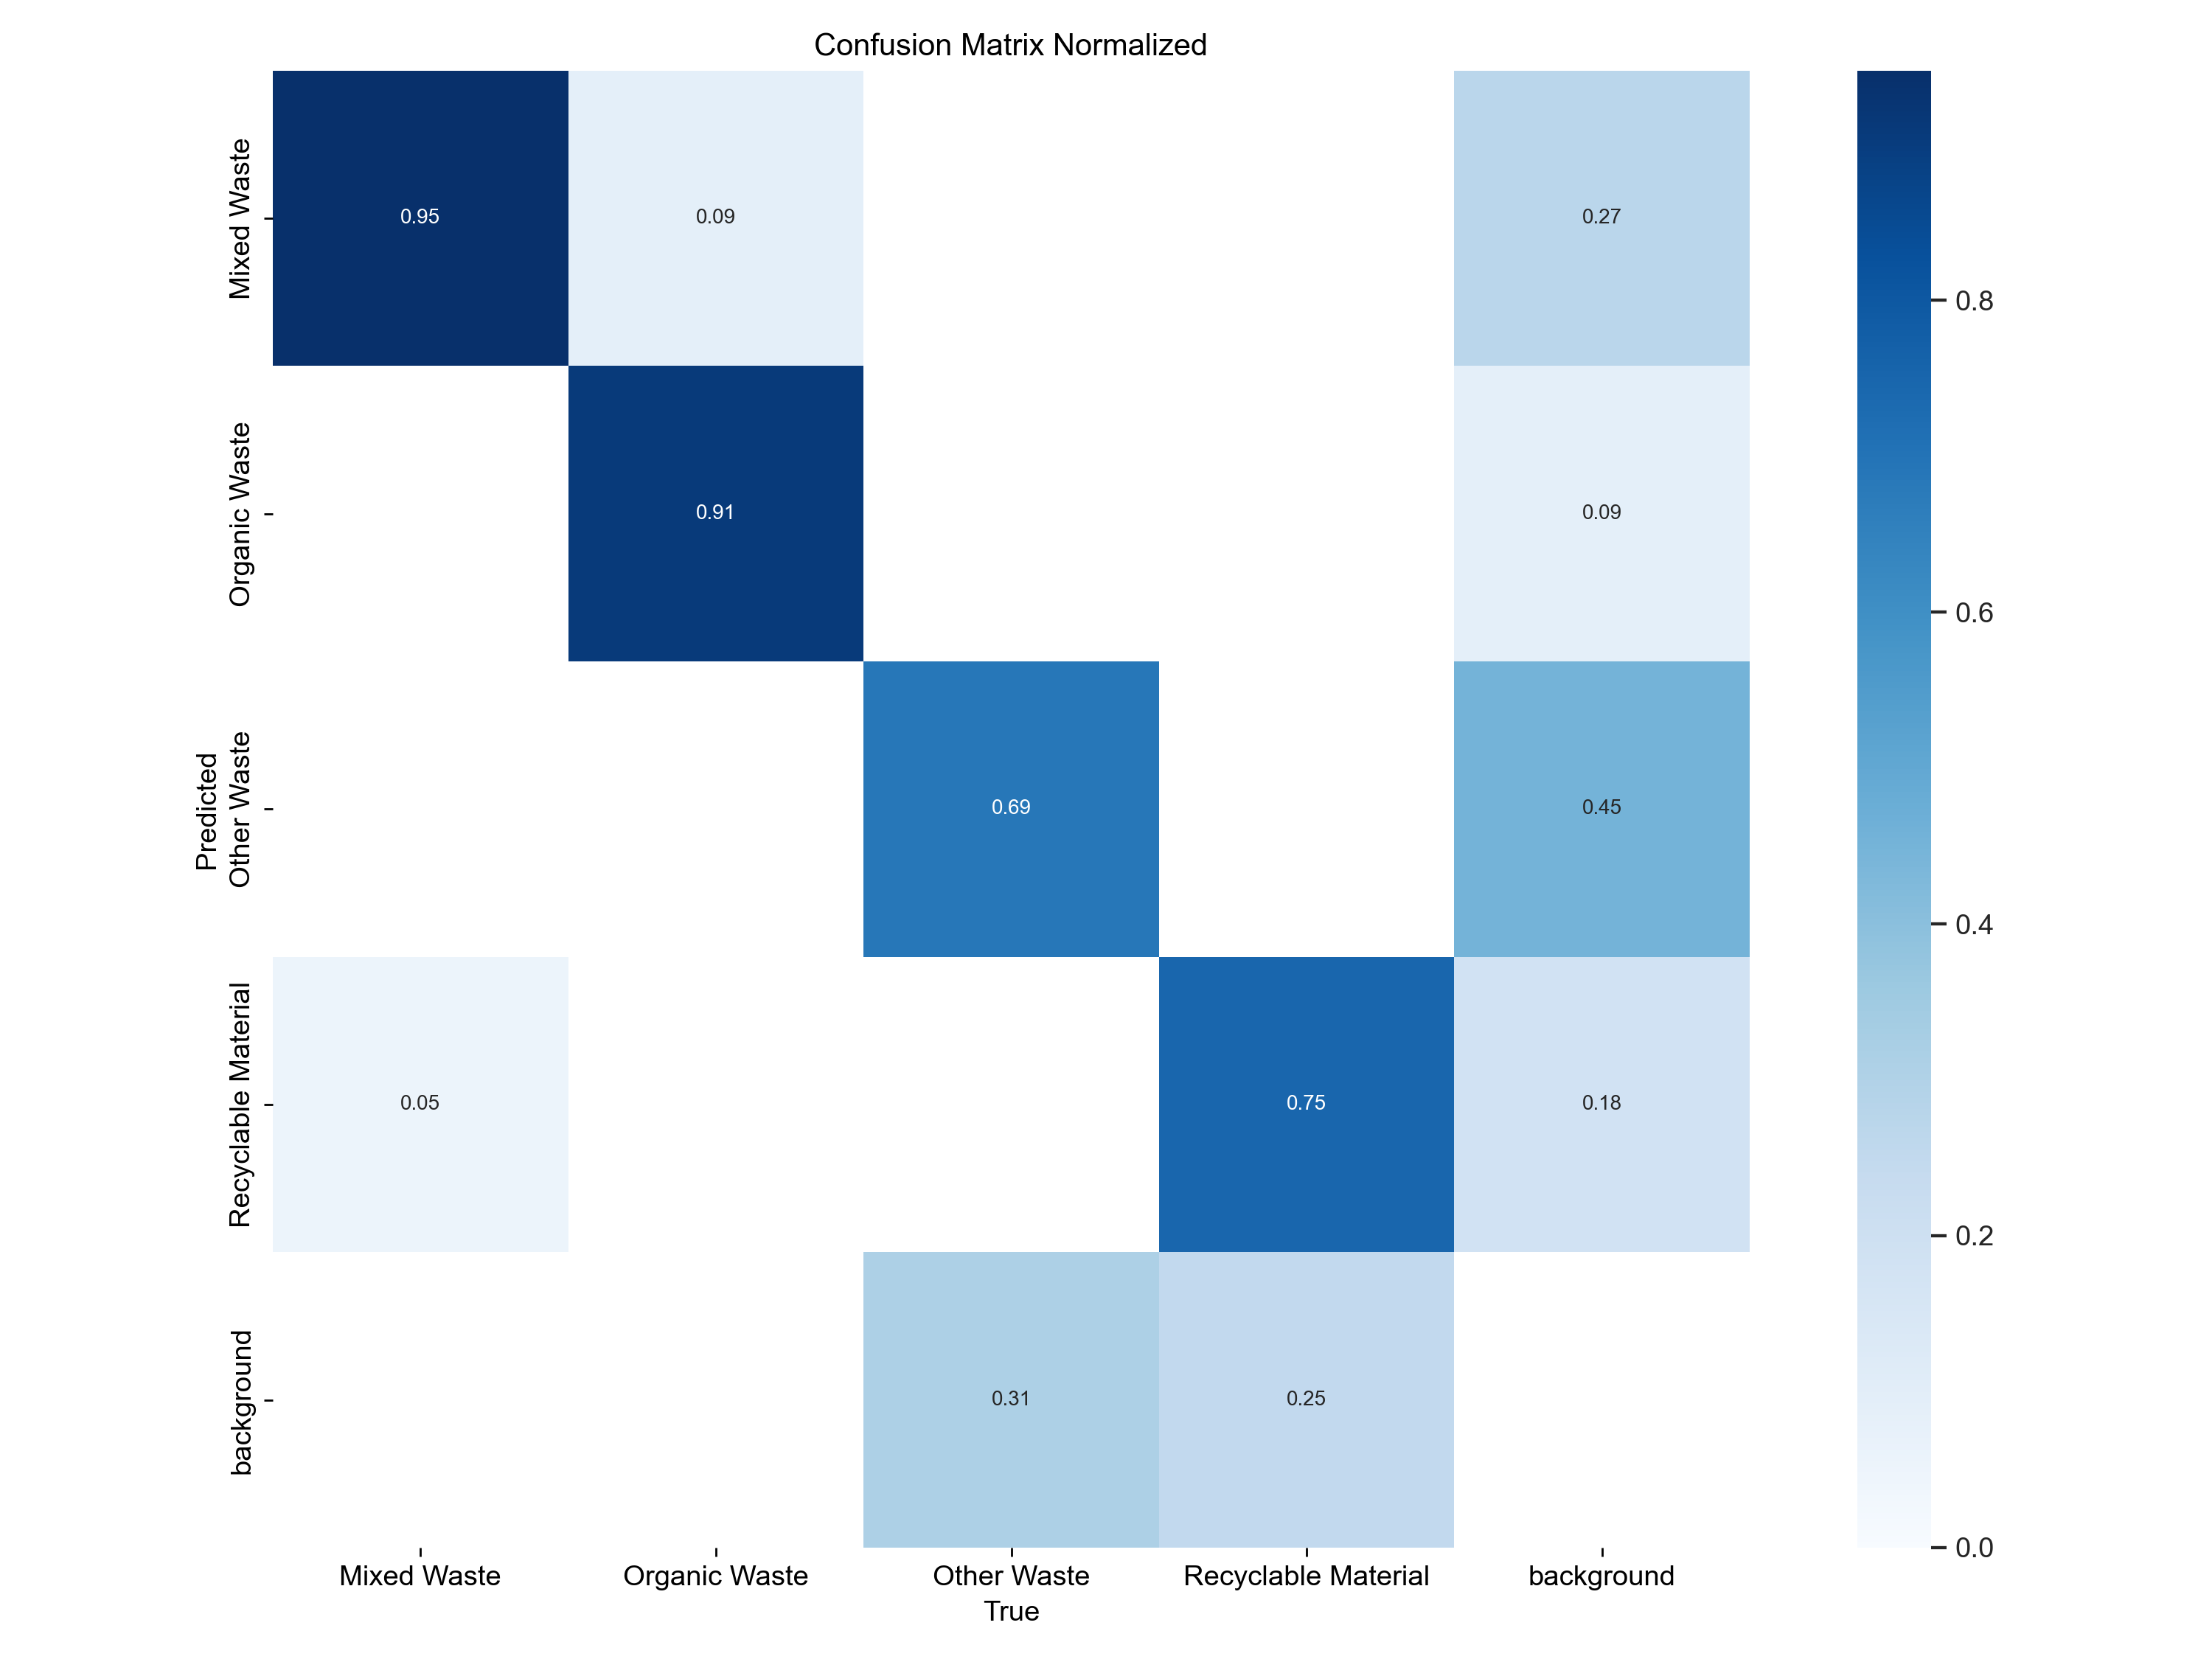 Confusion Matrix Normalized
Mixed Waste
0.95
0.09
0.27
0.8
Organic Waste
0.91
0.09
0.6
Predicted
Other Waste
0.69
0.45
0.4
Recyclable Material
0.05
0.75
0.18
0.2
background
0.31
0.25
0.0
Mixed Waste
Organic Waste
Other Waste
Recyclable Material
background
True